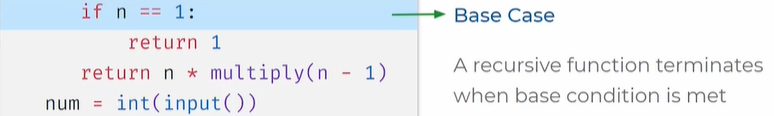 if n == 1:
return 1
return n * multiply(n - 1)
num = int(input())
Base Case
A recursive function terminates
when base condition is met